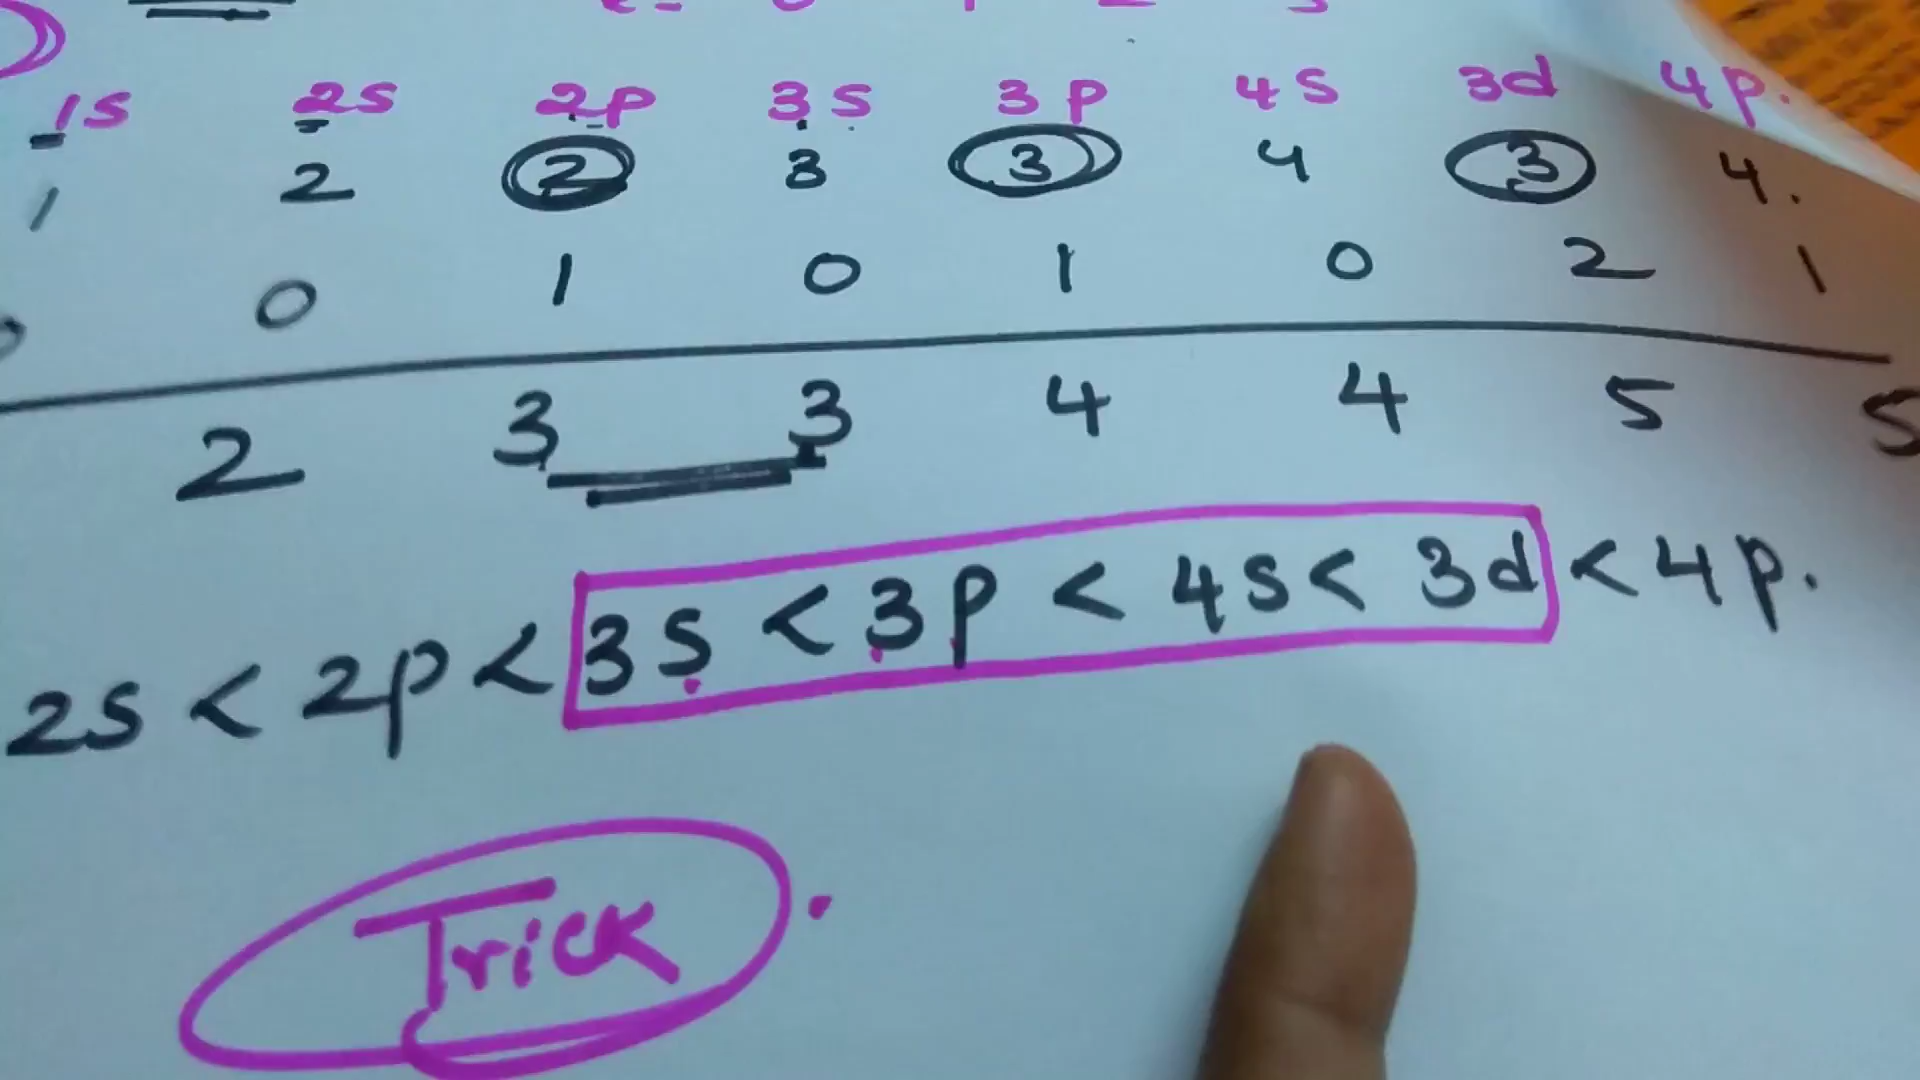 1s 2s 2p 3s 3p 4s 3d 4p.
1 2 2 3 3 4 3 4.
0 0 1 0 1 0 2 1
2 3 3 4 4 5 5
2s < 2p < 3s < 3p < 4s < 3d < 4p.
Trick